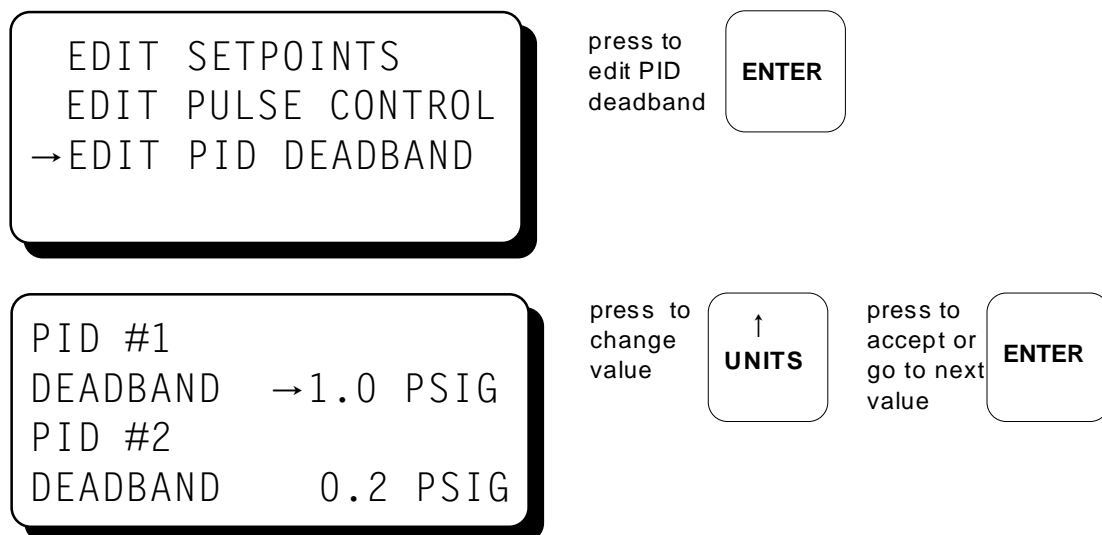 EDIT SETPOINTS
EDIT PULSE CONTROL
→EDIT PID DEADBAND
press to
edit PID
deadband
ENTER
PID #1
DEADBAND →1.0 PSIG
PID #2
DEADBAND 0.2 PSIG
press to
change
value
↑
UNITS
press to
accept or
go to next
value
ENTER